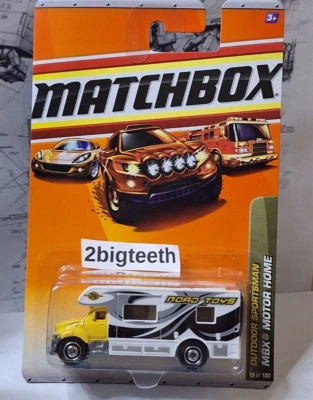 3+
MATCHBOX
2bigteeth
ROAD TOYS
OUTDOOR SPORTSMAN
MBX® MOTOR HOME